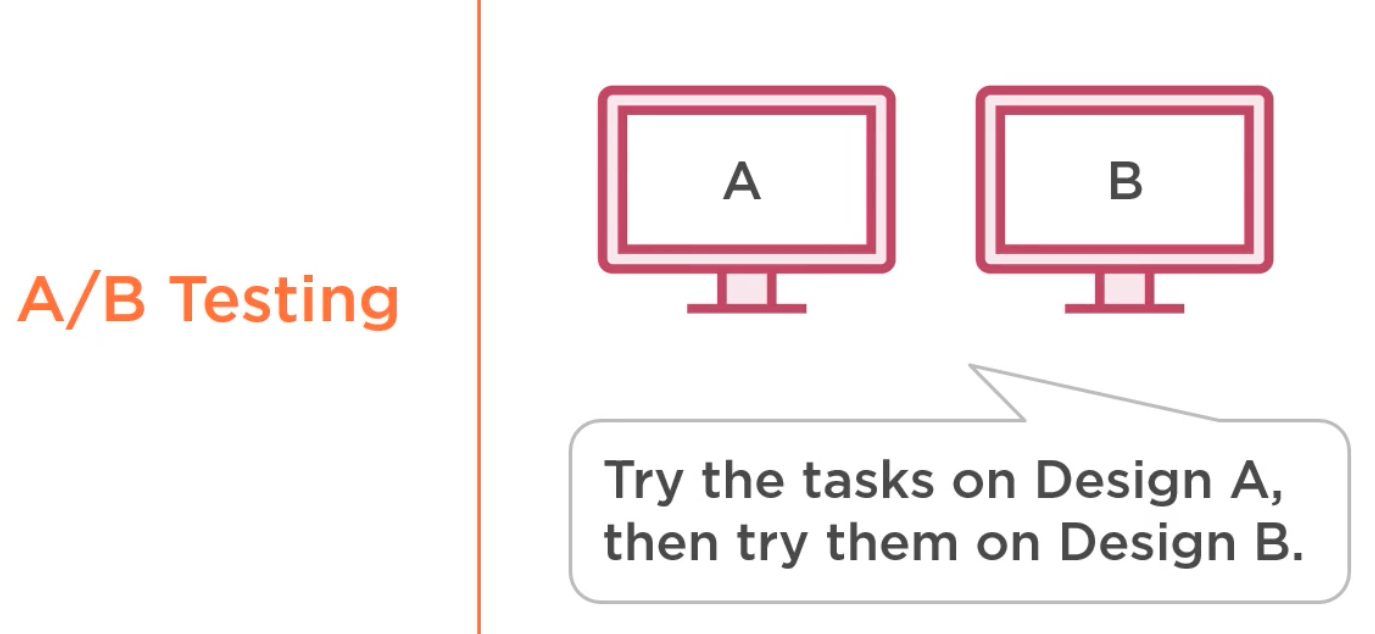 A/B Testing
A
B
Try the tasks on Design A,
then try them on Design B.